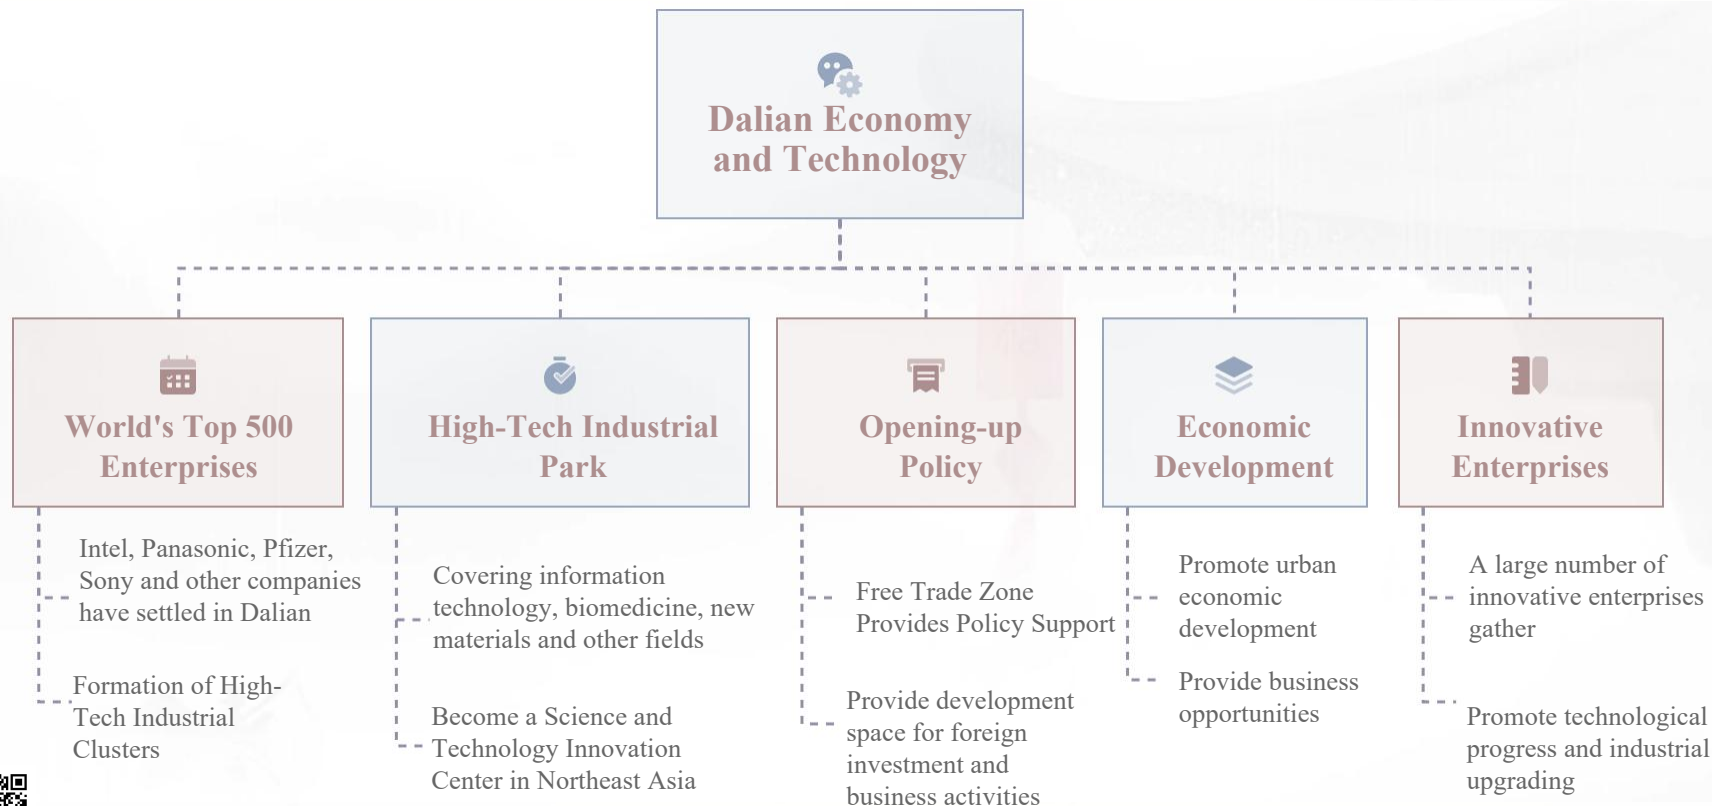 Dalian Economy
and Technology
World's Top 500
Enterprises
Intel, Panasonic, Pfizer,
Sony and other companies
have settled in Dalian
Formation of High-
Tech Industrial
Clusters
High-Tech Industrial
Park
Covering information
technology, biomedicine, new
materials and other fields
Become a Science and
Technology Innovation
Center in Northeast Asia
Opening-up
Policy
Free Trade Zone
Provides Policy Support
Provide development
space for foreign
investment and
business activities
Economic
Development
Promote urban
economic
development
Provide business
opportunities
Innovative
Enterprises
A large number of
innovative enterprises
gather
Promote technological
progress and industrial
upgrading